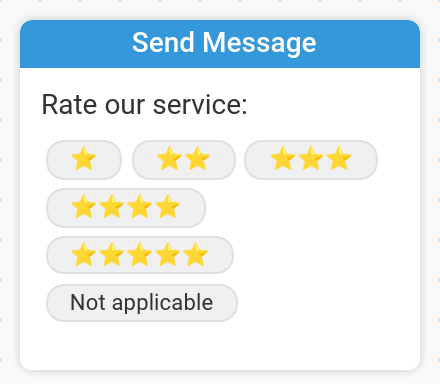 Send Message
Rate our service:
⭐ ⭐⭐ ⭐⭐⭐
⭐⭐⭐⭐
⭐⭐⭐⭐⭐
Not applicable